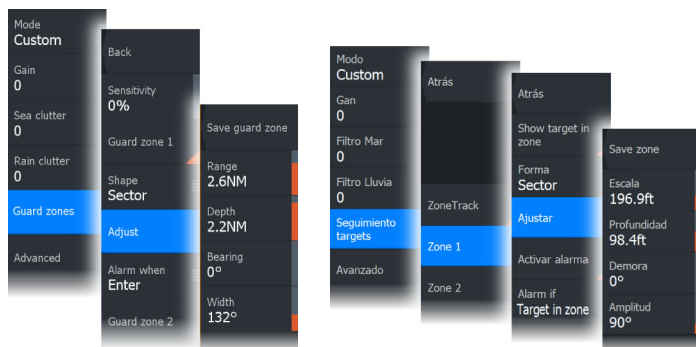 Mode
Custom
Gain
0
Sea clutter
0
Rain clutter
0
Guard zones
Advanced
Back
Sensitivity
0%
Guard zone 1
Shape
Sector
Adjust
Alarm when
Enter
Guard zone 2
Save guard zone
Range
2.6NM
Depth
2.2NM
Bearing
0°
Width
132°
Modo
Custom
Gan
0
Filtro Mar
0
Filtro Lluvia
0
Seguimiento
targets
Avanzado
Atrás
ZoneTrack
Zone 1
Zone 2
Atrás
Show target in
zone
Forma
Sector
Ajustar
Activar alarma
Alarm if
Target in zone
Save zone
Escala
196.9ft
Profundidad
98.4ft
Demora
0°
Amplitud
90°